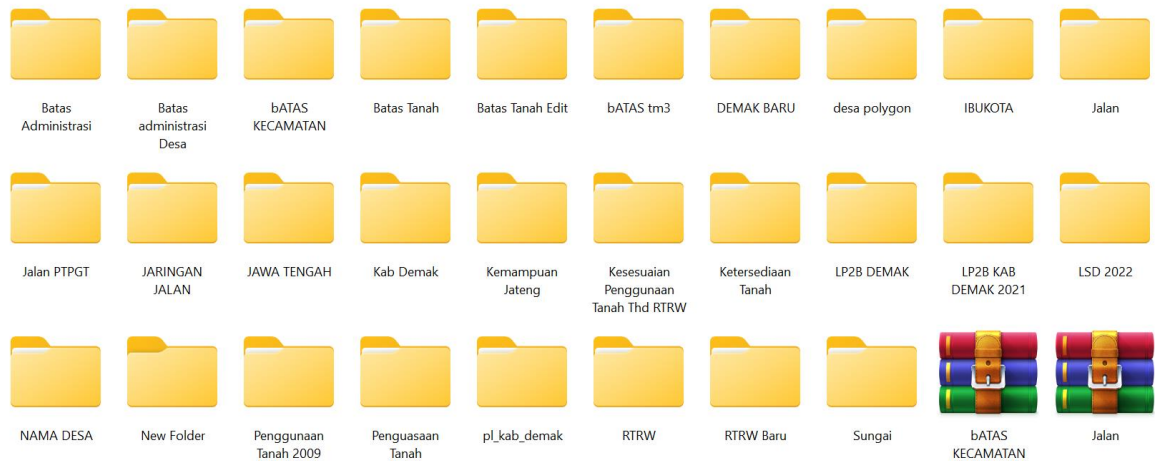 Batas
Administrasi
Batas
administrasi
Desa
bATAS
KECAMATAN
Batas Tanah
Batas Tanah Edit
bATAS tm3
DEMAK BARU
desa polygon
IBUKOTA
Jalan
Jalan PTPGT
JARINGAN
JALAN
JAWA TENGAH
Kab Demak
Kemampuan
Jateng
Kesesuaian
Penggunaan
Tanah Thd RTRW
Ketersediaan
Tanah
LP2B DEMAK
LP2B KAB
DEMAK 2021
LSD 2022
NAMA DESA
New Folder
Penggunaan
Tanah 2009
Penguasaan
Tanah
pl_kab_demak
RTRW
RTRW Baru
Sungai
bATAS
KECAMATAN
Jalan